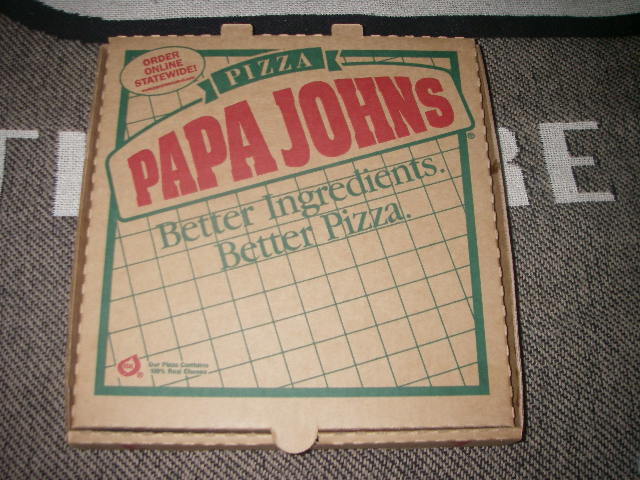 ORDER
ONLINE
STATEWIDE!
PIZZA
PAPA JOHNS
Better Ingredients.
Better Pizza.
Our Pizza Contains
100% Real Cheese